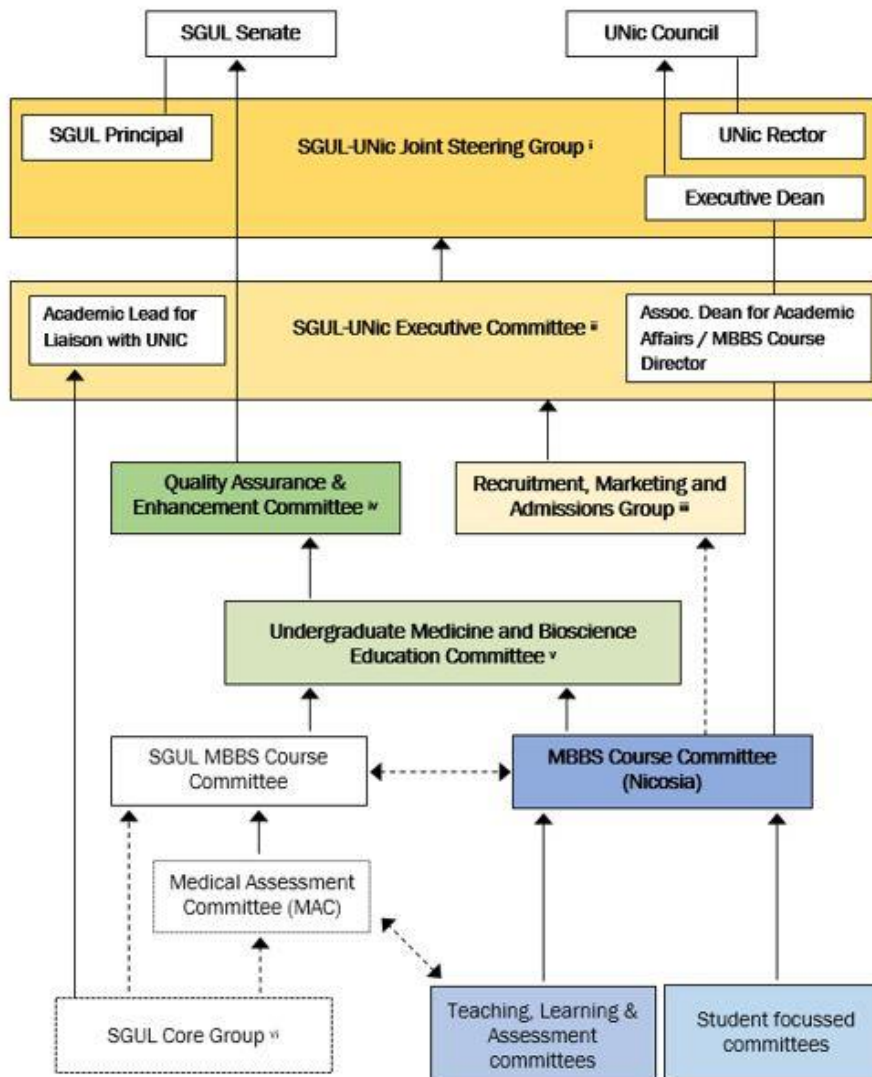 SGUL Senate
UNic Council
SGUL Principal
SGUL-UNic Joint Steering Group i
UNic Rector
Executive Dean
Academic Lead for
Liaison with UNIC
SGUL-UNic Executive Committee ii
Assoc. Dean for Academic
Affairs / MBBS Course
Director
Quality Assurance &
Enhancement Committee iv
Recruitment, Marketing and
Admissions Group iii
Undergraduate Medicine and Bioscience
Education Committee v
SGUL MBBS Course
Committee
MBBS Course Committee
(Nicosia)
Medical Assessment
Committee (MAC)
SGUL Core Group vi
Teaching, Learning &
Assessment
committees
Student focussed
committees